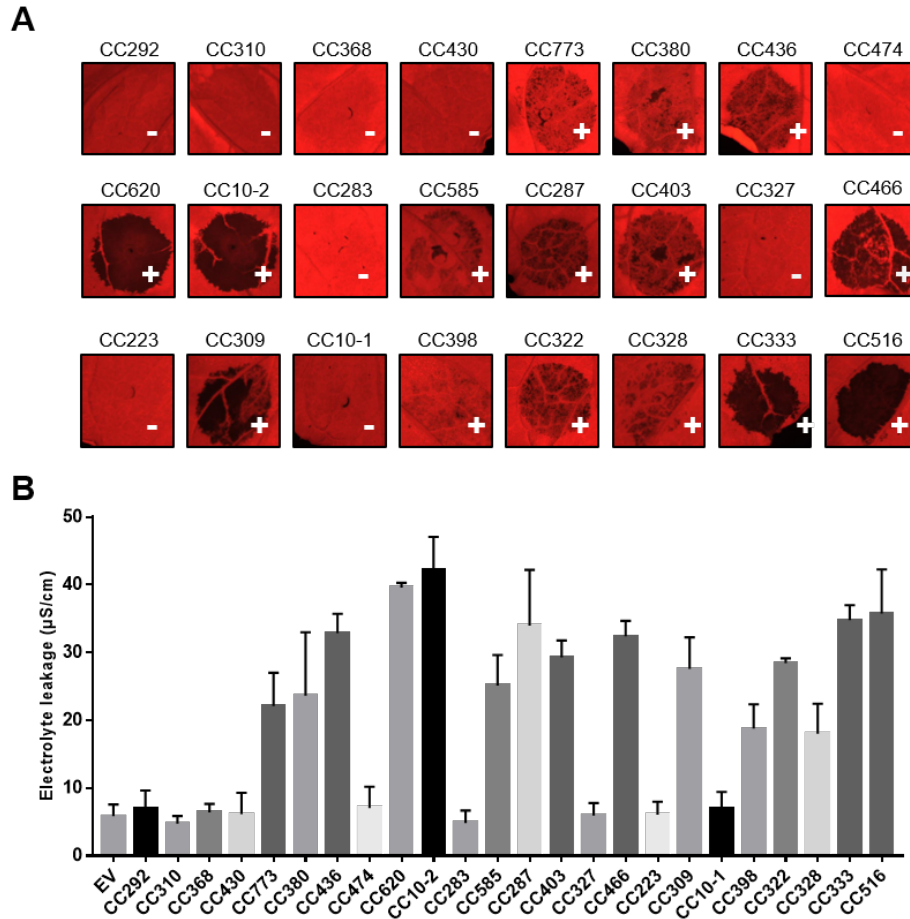 A
CC292 CC310 CC368 CC430 CC773 CC380 CC436 CC474
- - - - + + + -
CC620 CC10-2 CC283 CC585 CC287 CC403 CC327 CC466
+ + - + + + - +
CC223 CC309 CC10-1 CC398 CC322 CC328 CC333 CC516
- + - + + + + +
B
Electrolyte leakage (µS/cm)
50
40
30
20
10
0
EV CC292 CC310 CC368 CC430 CC773 CC380 CC436 CC474 CC620 CC10-2 CC283 CC585 CC287 CC403 CC327 CC466 CC223 CC309 CC10-1 CC398 CC322 CC328 CC333 CC516